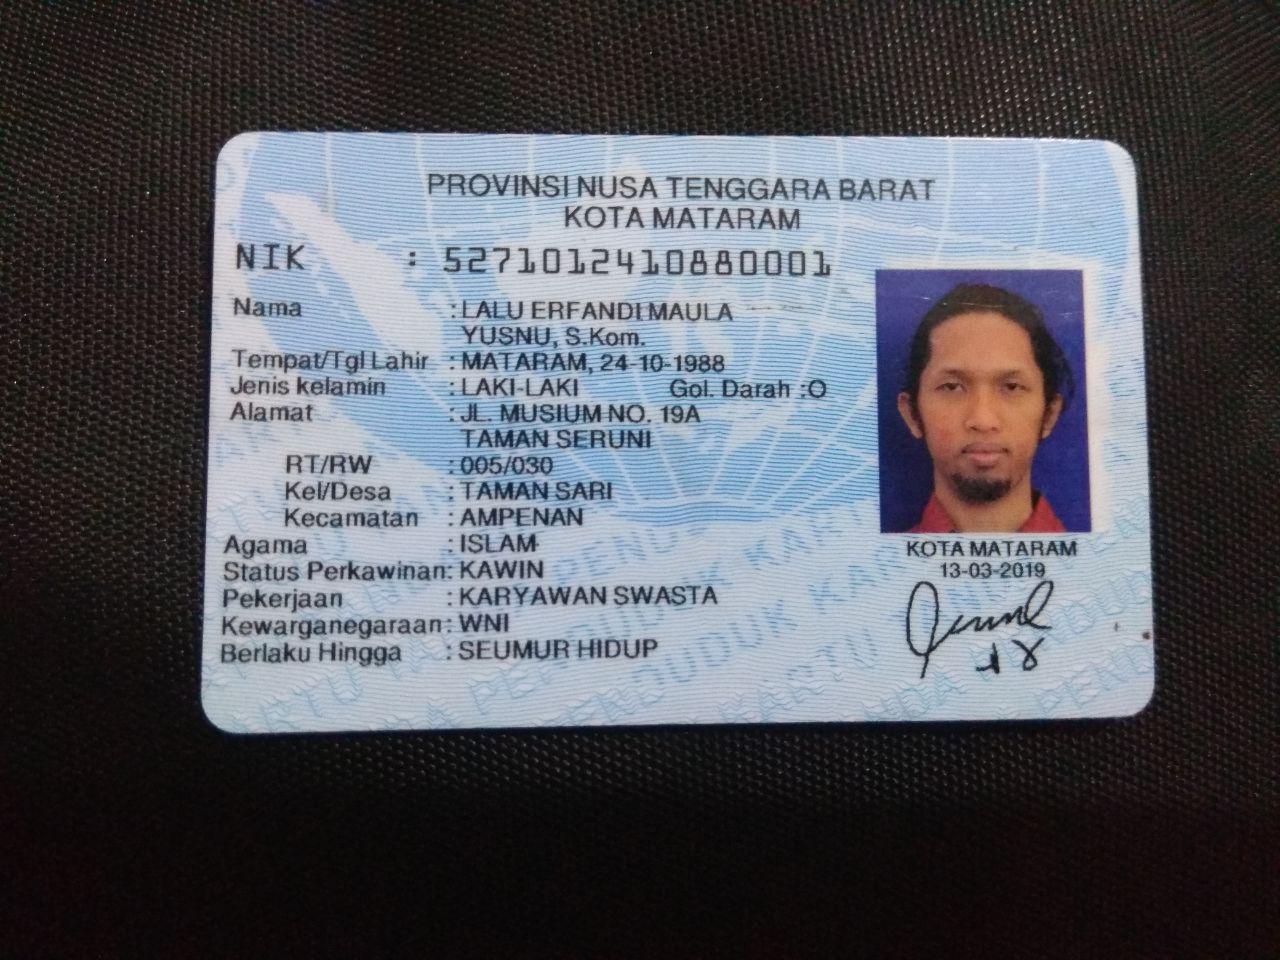 PROVINSI NUSA TENGGARA BARAT
KOTA MATARAM
NIK : 5271012410880001
Nama : LALU ERFANDI MAULA
YUSNU, S.Kom.
Tempat/Tgl Lahir : MATARAM, 24-10-1988
Jenis kelamin : LAKI-LAKI Gol. Darah :O
Alamat : JL. MUSIUM NO. 19A
TAMAN SERUNI
RT/RW : 005/030
Kel/Desa : TAMAN SARI
Kecamatan : AMPENAN
Agama : ISLAM
Status Perkawinan: KAWIN
Pekerjaan : KARYAWAN SWASTA
Kewarganegaraan: WNI
Berlaku Hingga : SEUMUR HIDUP
KOTA MATARAM
13-03-2019